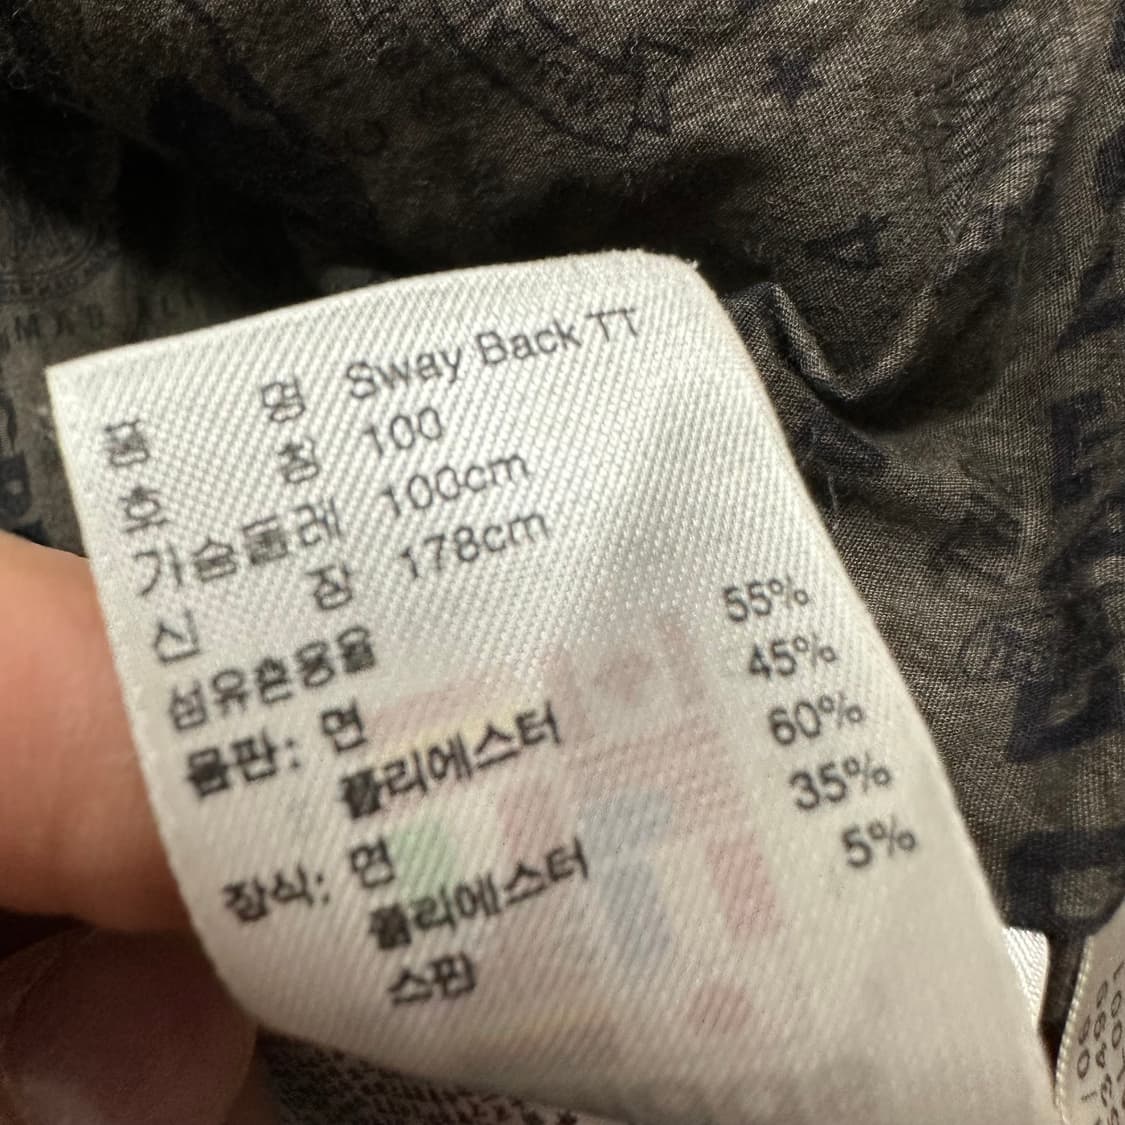 품 명 Sway Back TT
호 칭 100
가슴둘레 100cm
신 장 178cm
섬유혼용율
몸판: 면 55%
폴리에스터 45%
장식: 면 60%
폴리에스터 35%
스판 5%